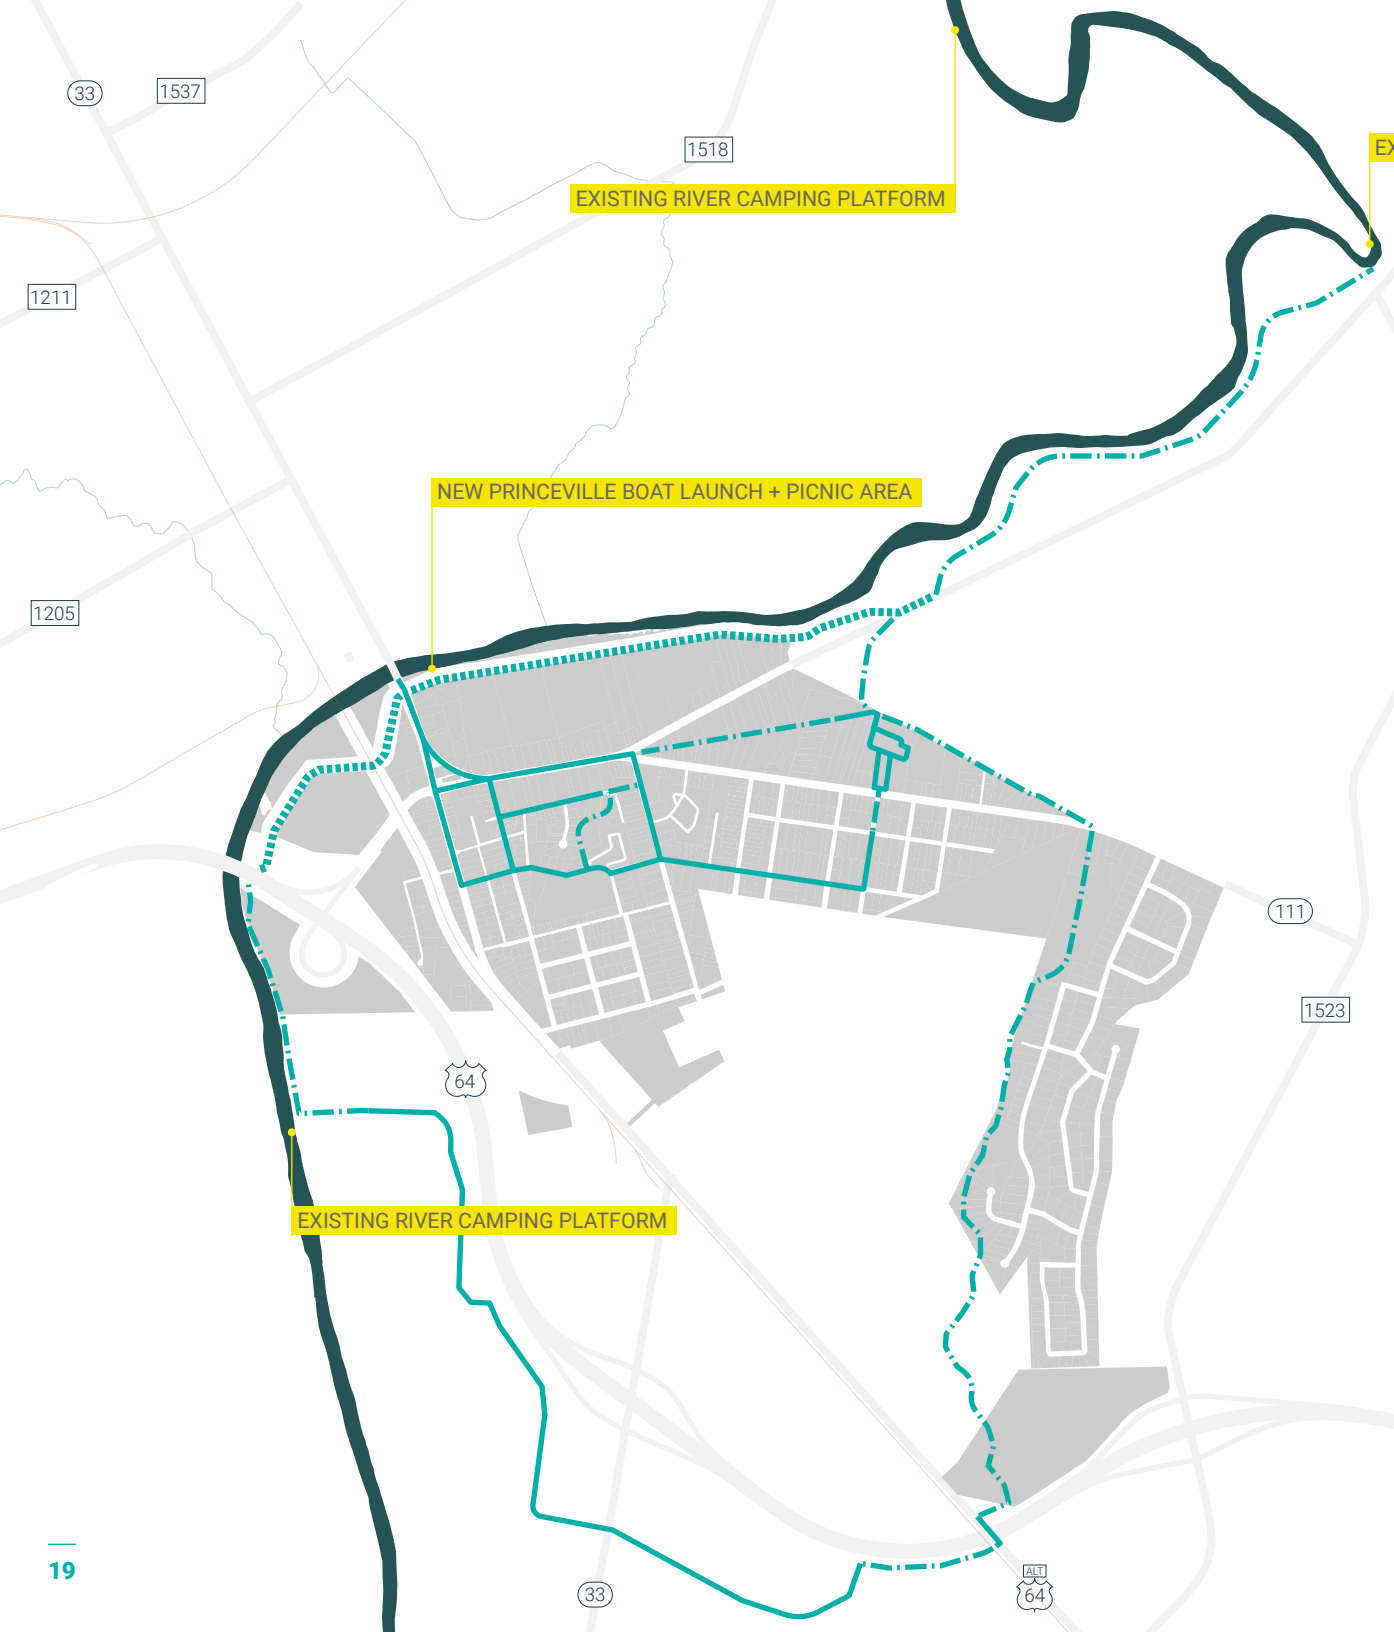 33
1537
1518
EX
EXISTING RIVER CAMPING PLATFORM
1211
NEW PRINCEVILLE BOAT LAUNCH + PICNIC AREA
1205
111
1523
64
EXISTING RIVER CAMPING PLATFORM
19
33
ALT
64